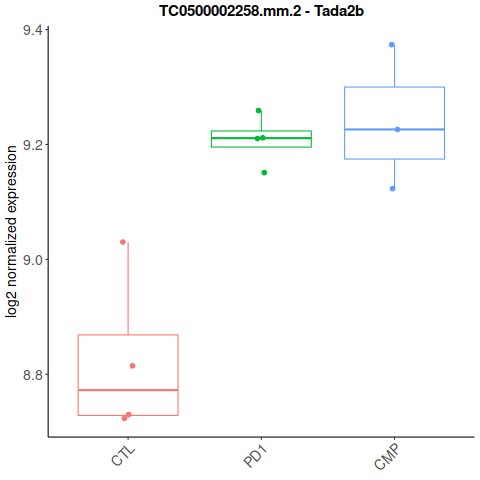 TC0500002258.mm.2 - Tada2b
log2 normalized expression
9.4
9.2
9.0
8.8
CTL
PD1
CMP